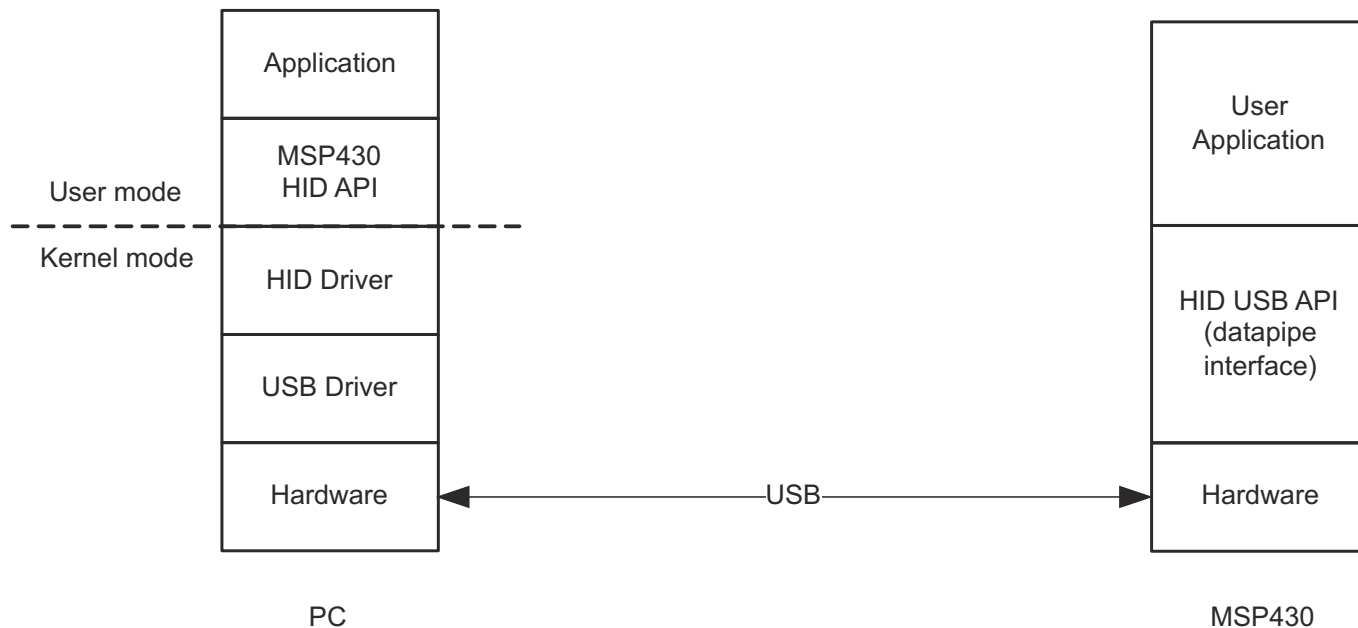 Application
MSP430
HID API
User mode
Kernel mode
HID Driver
USB Driver
Hardware
PC
USB
User
Application
HID USB API
(datapipe
interface)
Hardware
MSP430